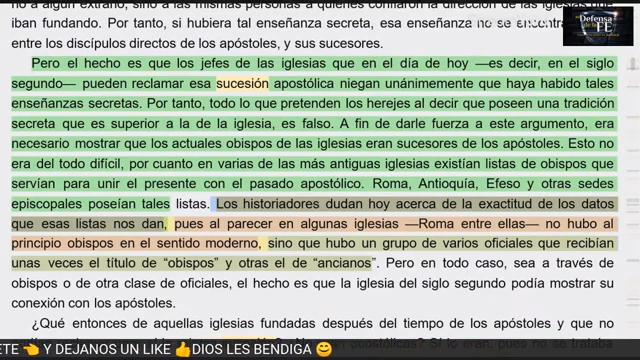 no a algún extraño, sino a las mismas personas a quienes confiaron la dirección de las iglesias que
iban fundando. Por tanto, si hubiera tal enseñanza secreta, esa enseñanza no se
entre los discípulos directos de los apóstoles, y sus sucesores.
Pero el hecho es que los jefes de las iglesias que en el día de hoy —es decir, en el siglo
segundo— pueden reclamar esa sucesión apostólica niegan unánimemente que haya habido tales
enseñanzas secretas. Por tanto, todo lo que pretenden los herejes al decir que poseen una tradición
secreta que es superior a la de la iglesia, es falso. A fin de darle fuerza a este argumento, era
necesario mostrar que los actuales obispos de las iglesias eran sucesores de los apóstoles. Esto no
era del todo difícil, por cuanto en varias de las más antiguas iglesias existían listas de obispos que
servían para unir el presente con el pasado apostólico. Roma, Antioquía, Efeso y otras sedes
episcopales poseían tales listas. Los historiadores dudan hoy acerca de la exactitud de los datos
que esas listas nos dan, pues al parecer en algunas iglesias —Roma entre ellas— no hubo al
principio obispos en el sentido moderno, sino que hubo un grupo de varios oficiales que recibían
unas veces el título de “obispos” y otras el de “ancianos”. Pero en todo caso, sea a través de
obispos o de otra clase de oficiales, el hecho es que la iglesia del siglo segundo podía mostrar su
conexión con los apóstoles.
¿Qué entonces de aquellas iglesias fundadas después del tiempo de los apóstoles y que no
Defensa
FE
ETE 👈 Y DEJANOS UN LIKE 👍DIOS LES BENDIGA 😊